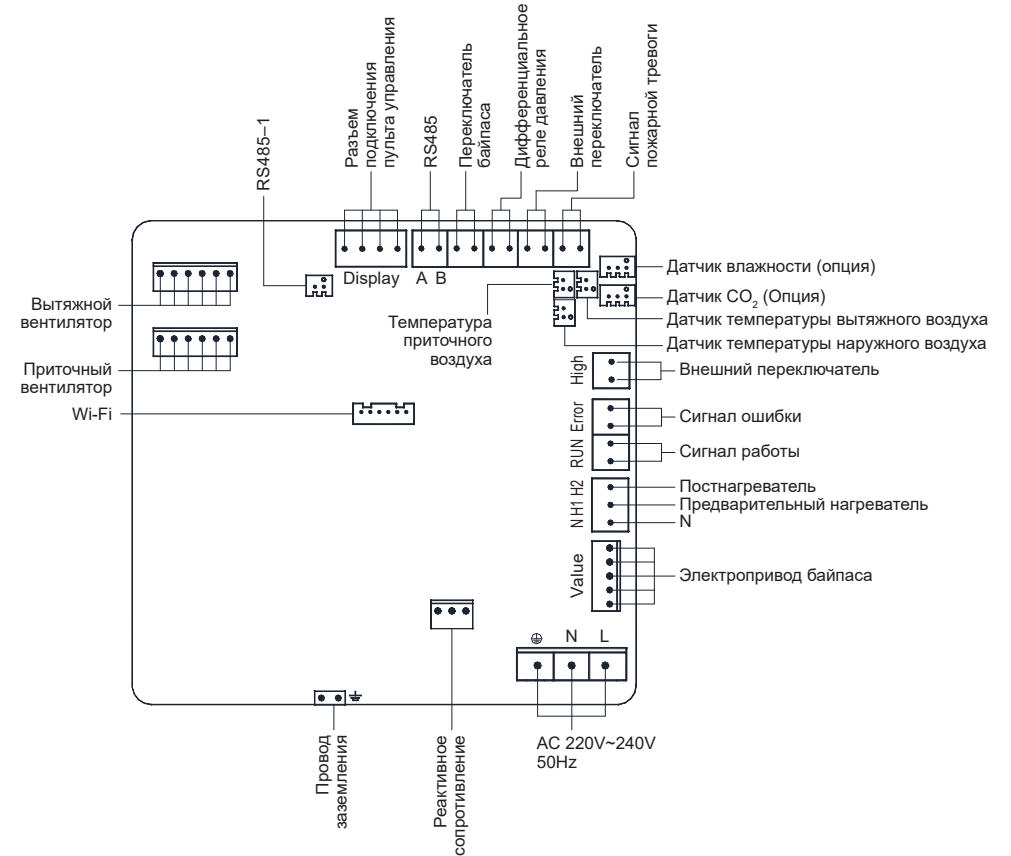 RS485–1
Разъем
подключения
пульта управления
RS485
Переключатель
байпаса
Дифференциальное
реле давления
Внешний
переключатель
Сигнал
пожарной тревоги
Display
A B
Вытяжной
вентилятор
Приточный
вентилятор
Wi-Fi
Температура
приточного
воздуха
Датчик влажности (опция)
Датчик CO2 (Опция)
Датчик температуры вытяжного воздуха
Датчик температуры наружного воздуха
High
Внешний переключатель
Error
Сигнал ошибки
RUN
Сигнал работы
N H1 H2
Постнагреватель
Предварительный нагреватель
N
Value
Электропривод байпаса
N L
AC 220V~240V
50Hz
Провод
заземления
Реактивное
сопротивление